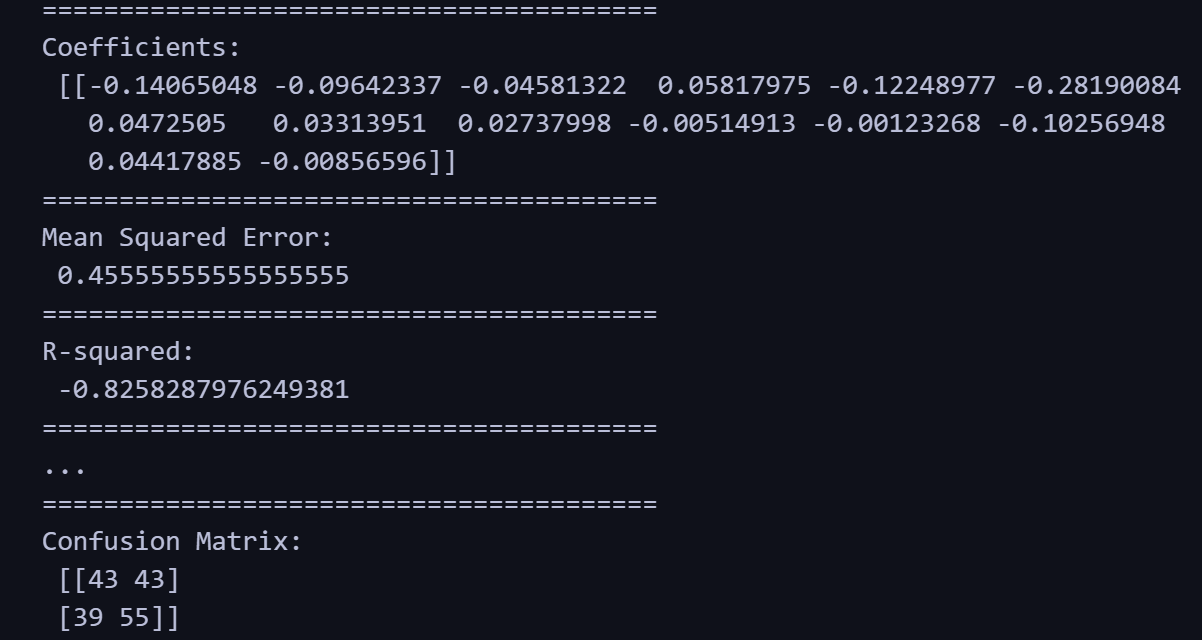 ========================================
Coefficients:
 [[-0.14065048 -0.09642337 -0.04581322  0.05817975 -0.12248977 -0.28190084
   0.0472505   0.03313951  0.02737998 -0.00514913 -0.00123268 -0.10256948
   0.04417885 -0.00856596]]
========================================
Mean Squared Error:
 0.45555555555555555
========================================
R-squared:
 -0.8258287976249381
========================================
...
========================================
Confusion Matrix:
 [[43 43]
 [39 55]]